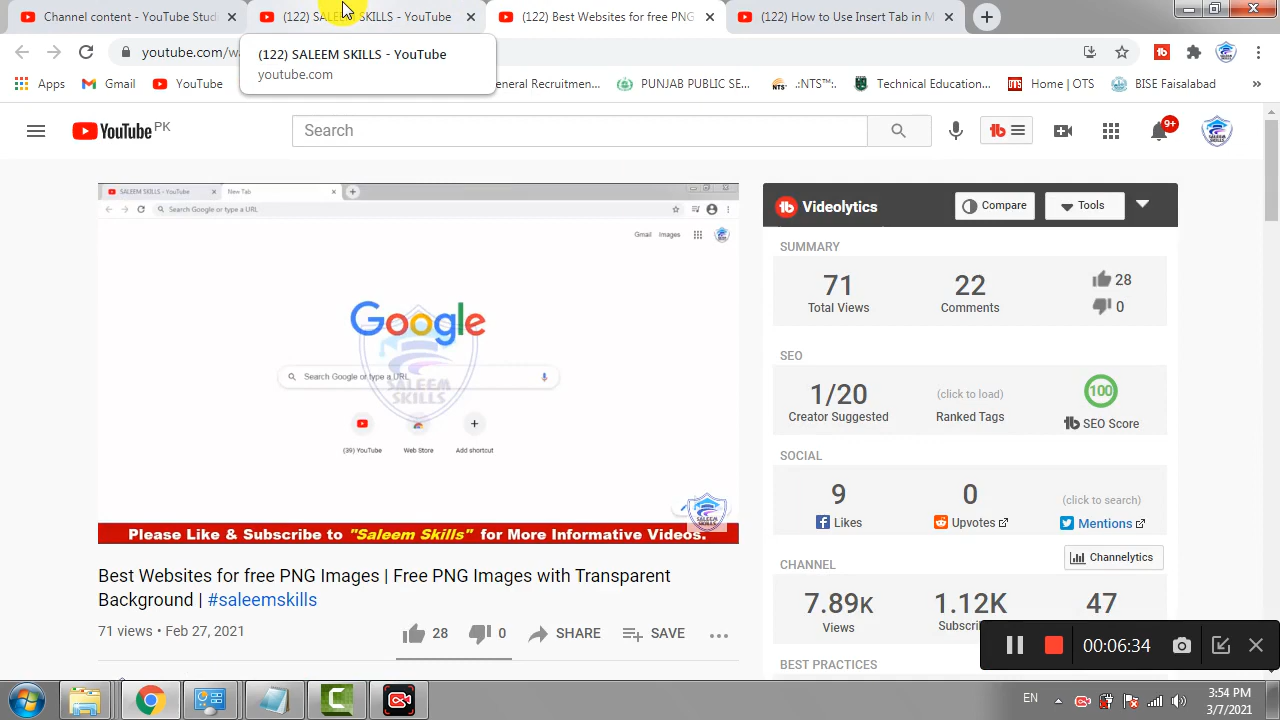 Channel content - YouTube Stud
(122) SALEEM SKILLS - YouTube
(122) Best Websites for free PNG
(122) How to Use Insert Tab in M
youtube.com/wa
(122) SALEEM SKILLS - YouTube
youtube.com
Apps
Gmail
YouTube
eneral Recruitmen...
PUNJAB PUBLIC SE...
.:NTS™:.
Technical Education...
Home | OTS
BISE Faisalabad
»
YouTube PK
Search
9+
SALEEM SKILLS - YouTube
New Tab
Search Google or type a URL
Gmail Images
Google
Search Google or type a URL
SALEEM
SKILLS
(39) YouTube
Web Store
Add shortcut
SALEEM
SKILLS
Please Like & Subscribe to "Saleem Skills" for More Informative Videos.
Best Websites for free PNG Images | Free PNG Images with Transparent
Background | #saleemskills
71 views • Feb 27, 2021
28
0
SHARE
SAVE
Videolytics
Compare
Tools
SUMMARY
71
Total Views
22
Comments
28
0
SEO
1/20
Creator Suggested
(click to load)
Ranked Tags
100
SEO Score
SOCIAL
9
Likes
0
Upvotes
(click to search)
Mentions
Channelytics
CHANNEL
7.89K
Views
1.12K
Subscri
47
BEST PRACTICES
00:06:34
EN
3:54 PM
3/7/2021